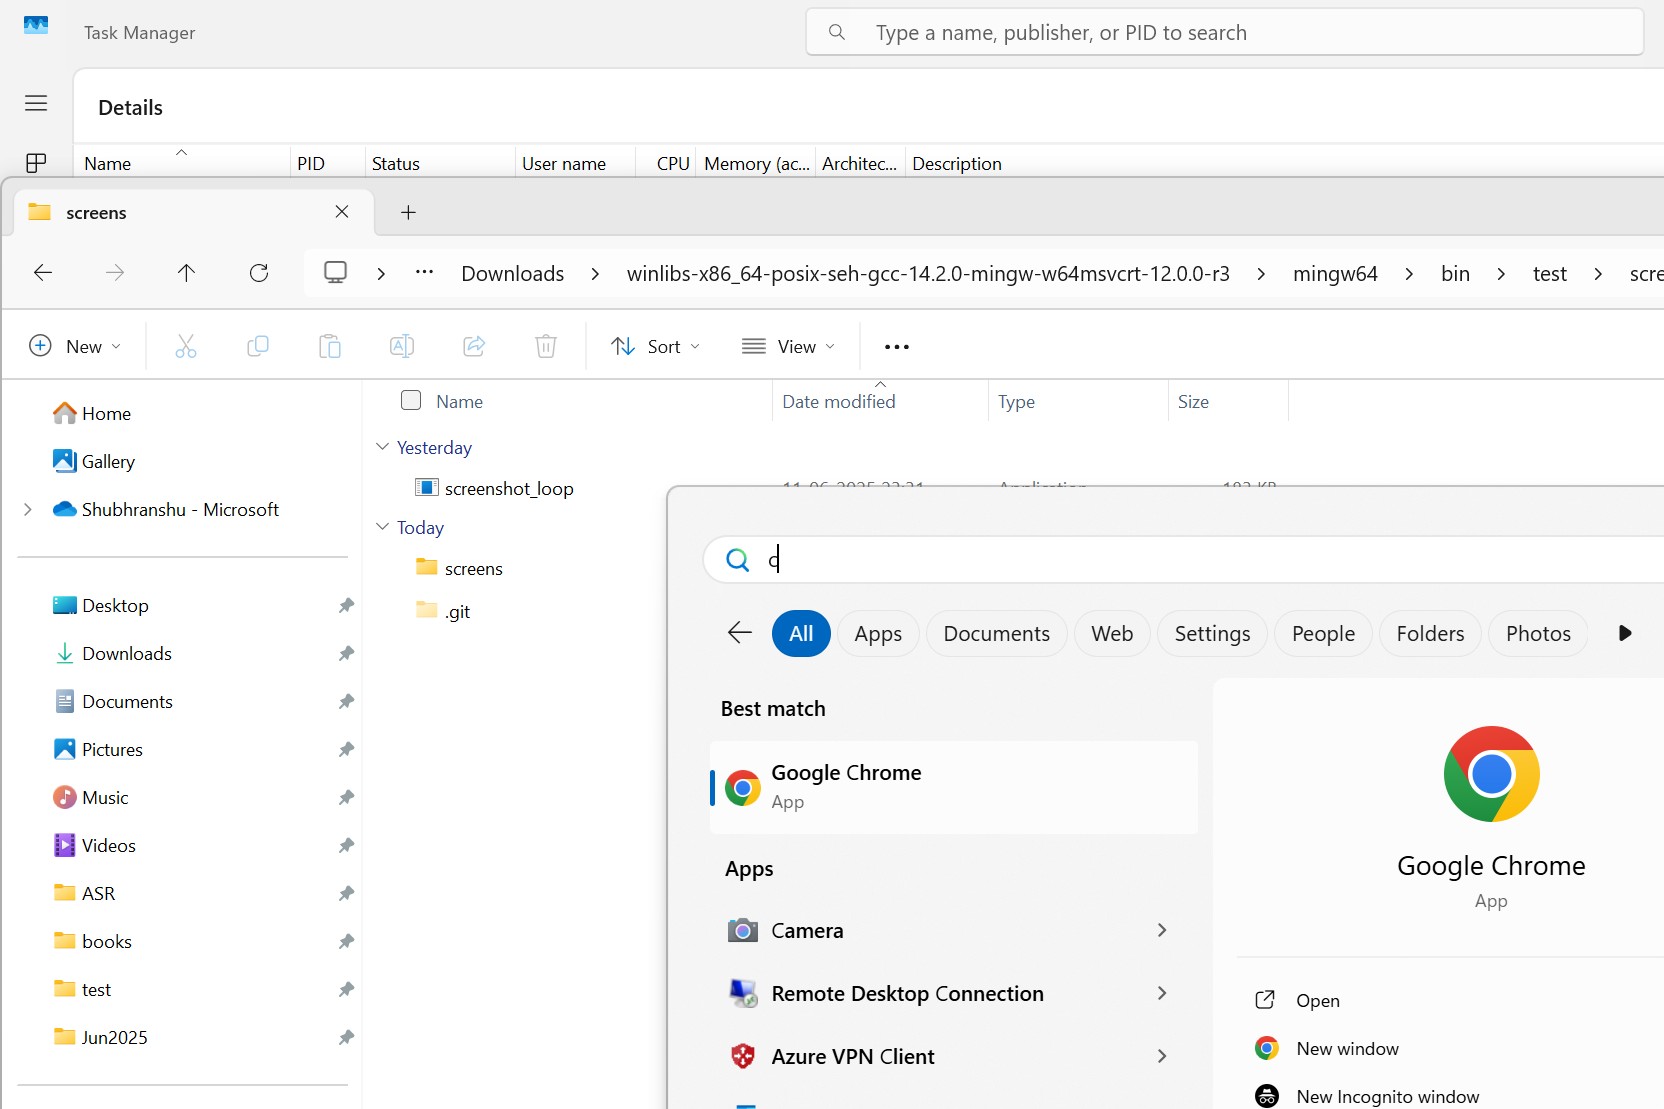 Task Manager
Type a name, publisher, or PID to search
Details
Name PID Status User name CPU Memory (ac... Architec... Description
screens
Downloads > winlibs-x86_64-posix-seh-gcc-14.2.0-mingw-w64msvcrt-12.0.0-r3 > mingw64 > bin > test > scre
New Sort View
Name Date modified Type Size
Home
Gallery
Shubhranshu - Microsoft
Desktop
Downloads
Documents
Pictures
Music
Videos
ASR
books
test
Jun2025
Yesterday
screenshot_loop
Today
screens
.git
c
All Apps Documents Web Settings People Folders Photos
Best match
Google Chrome
App
Apps
Camera
Remote Desktop Connection
Azure VPN Client
Google Chrome
App
Open
New window
New Incognito window